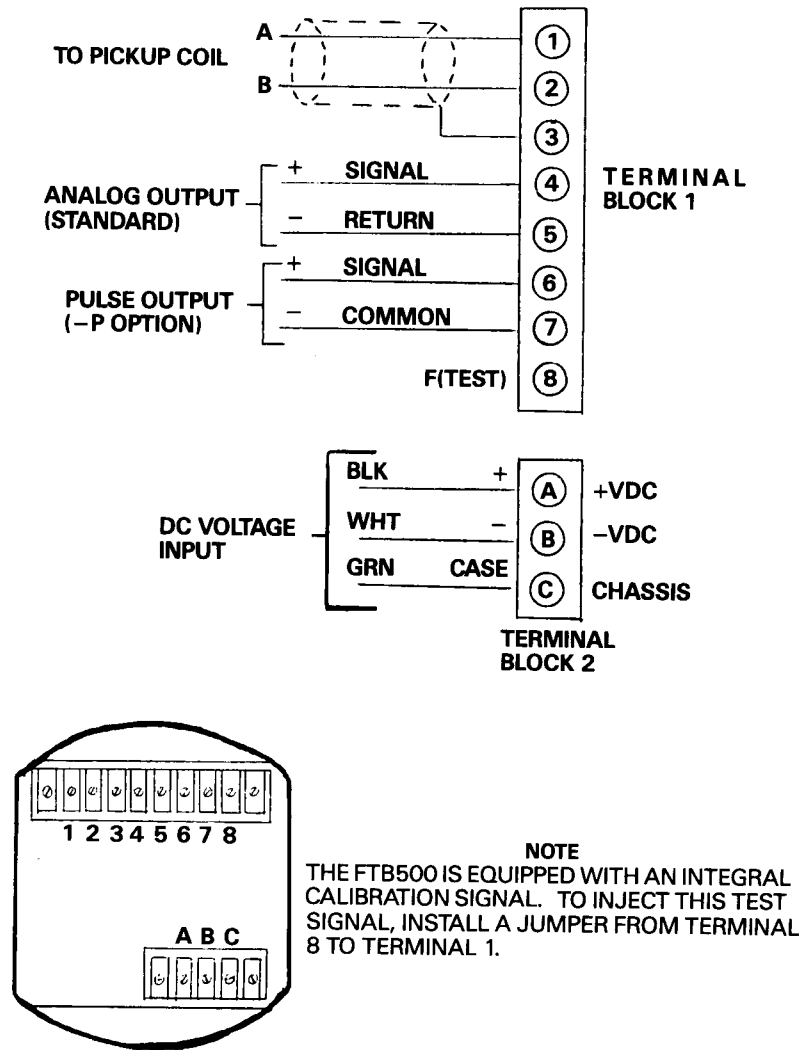 A
TO PICKUP COIL
B
1
2
3
ANALOG OUTPUT
(STANDARD)
+ SIGNAL
− RETURN
4
5
TERMINAL
BLOCK 1
PULSE OUTPUT
(−P OPTION)
+ SIGNAL
− COMMON
6
7
F(TEST) 8
DC VOLTAGE
INPUT
BLK + A +VDC
WHT − B −VDC
GRN CASE C CHASSIS
TERMINAL
BLOCK 2
1 2 3 4 5 6 7 8
A B C
NOTE
THE FTB500 IS EQUIPPED WITH AN INTEGRAL
CALIBRATION SIGNAL. TO INJECT THIS TEST
SIGNAL, INSTALL A JUMPER FROM TERMINAL
8 TO TERMINAL 1.